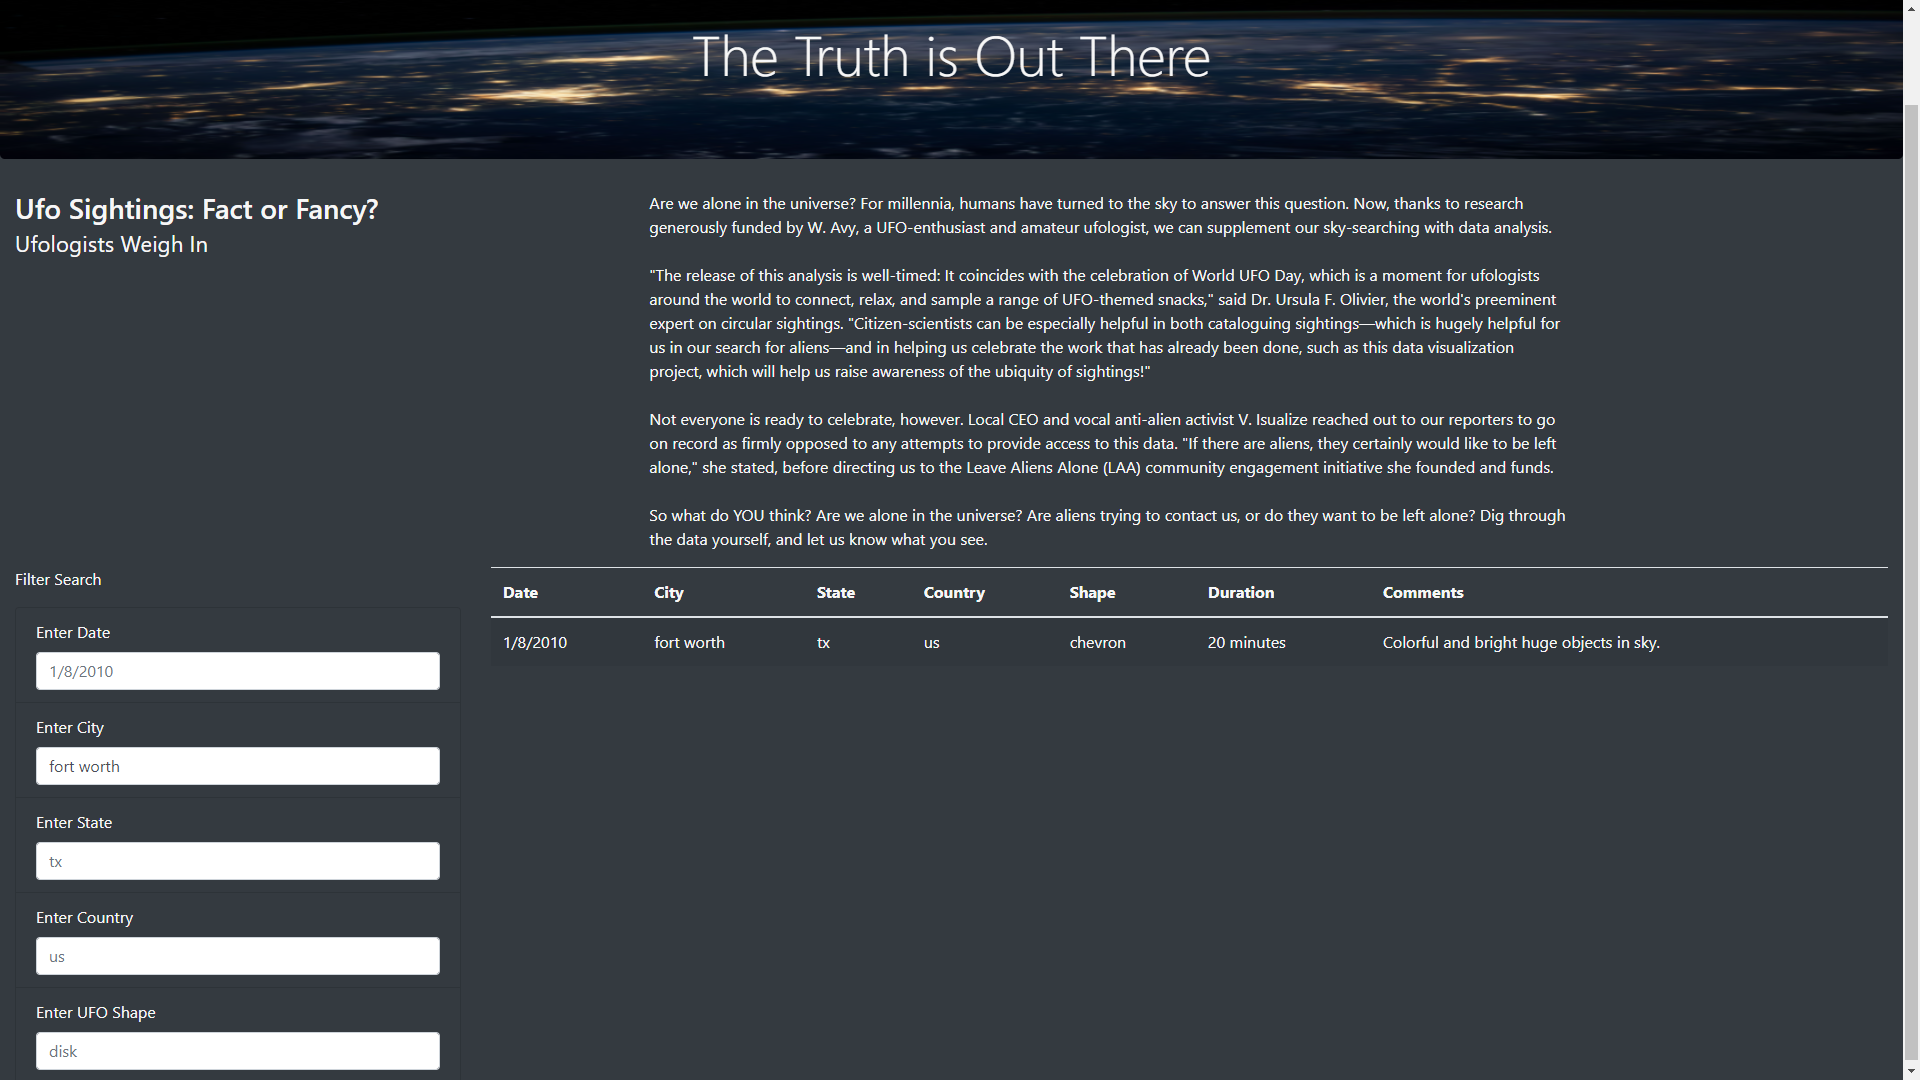 The Truth is Out There
Ufo Sightings: Fact or Fancy?
Ufologists Weigh In
Are we alone in the universe? For millennia, humans have turned to the sky to answer this question. Now, thanks to research
generously funded by W. Avy, a UFO-enthusiast and amateur ufologist, we can supplement our sky-searching with data analysis.
"The release of this analysis is well-timed: It coincides with the celebration of World UFO Day, which is a moment for ufologists
around the world to connect, relax, and sample a range of UFO-themed snacks," said Dr. Ursula F. Olivier, the world's preeminent
expert on circular sightings. "Citizen-scientists can be especially helpful in both cataloguing sightings—which is hugely helpful for
us in our search for aliens—and in helping us celebrate the work that has already been done, such as this data visualization
project, which will help us raise awareness of the ubiquity of sightings!"
Not everyone is ready to celebrate, however. Local CEO and vocal anti-alien activist V. Isualize reached out to our reporters to go
on record as firmly opposed to any attempts to provide access to this data. "If there are aliens, they certainly would like to be left
alone," she stated, before directing us to the Leave Aliens Alone (LAA) community engagement initiative she founded and funds.
So what do YOU think? Are we alone in the universe? Are aliens trying to contact us, or do they want to be left alone? Dig through
the data yourself, and let us know what you see.
Filter Search
Enter Date
1/8/2010
Enter City
fort worth
Enter State
tx
Enter Country
us
Enter UFO Shape
disk
Date City State Country Shape Duration Comments
1/8/2010 fort worth tx us chevron 20 minutes Colorful and bright huge objects in sky.